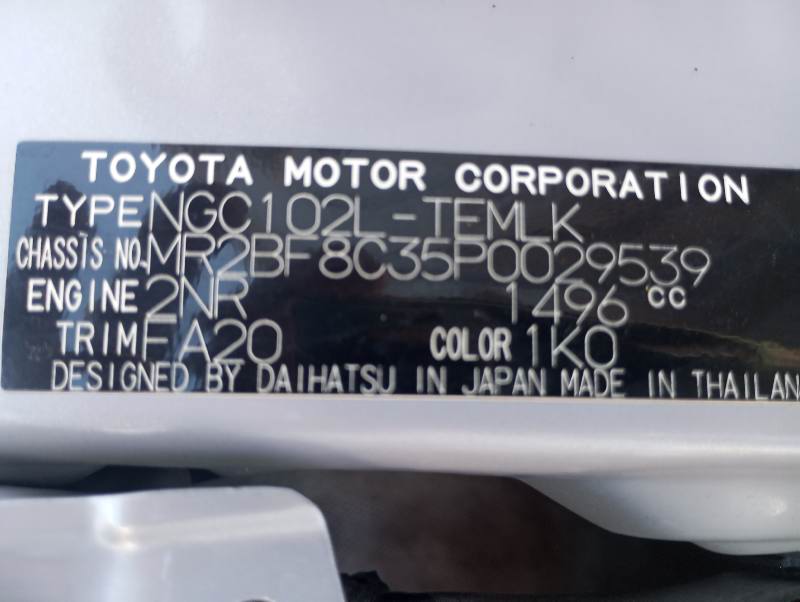 TOYOTA MOTOR CORPORATION
TYPE NGC102L-TEMLK
CHASSIS NO. MR2BF8C35P0029539
ENGINE 2NR 1496 CC
TRIM FA20 COLOR 1K0
DESIGNED BY DAIHATSU IN JAPAN MADE IN THAILAN